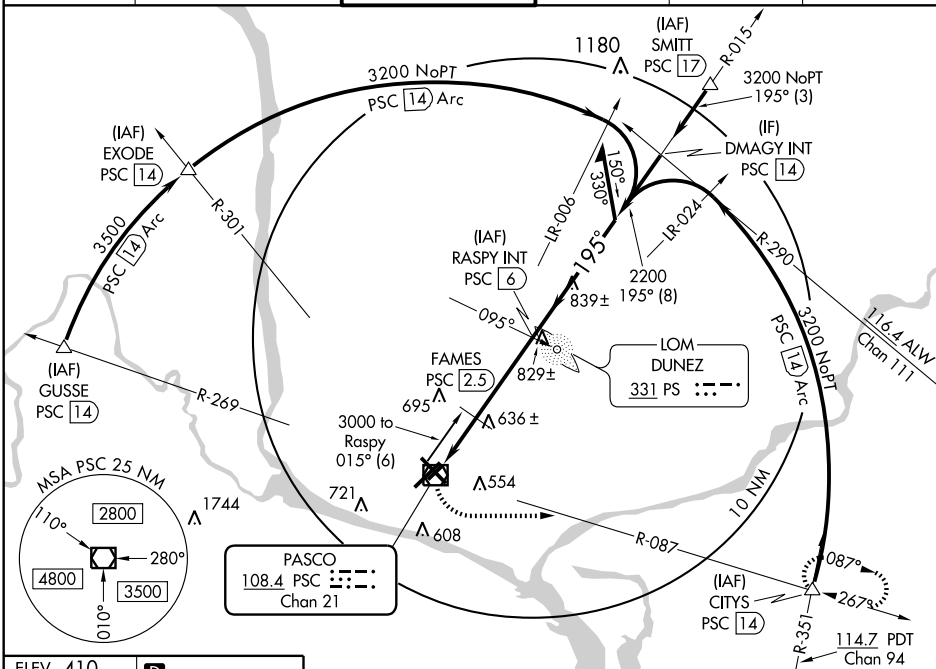 (IAF)
SMITT
PSC 17
R-015
1180
3200 NoPT
195° (3)
3200 NoPT
PSC 14 Arc
(IF)
DMAGY INT
PSC 14
(IAF)
EXODE
PSC 14
150°
330°
LR-006
LR-024
R-301
3500
PSC 14 Arc
(IAF)
RASPY INT
PSC 6
195°
R-290
2200
195° (8)
839±
095°
116.4 ALW
Chan 111
3200 NoPT
PSC 14 Arc
LOM
DUNEZ
331 PS
FAMES
PSC 2.5
829±
(IAF)
GUSSE
PSC 14
R-269
695
636 ±
3000 to
Raspy
015° (6)
MSA PSC 25 NM
110°
2800
280°
4800
3500
010°
1744
721
554
608
10 NM
R-087
PASCO
108.4 PSC
Chan 21
(IAF)
CITYS
PSC 14
087°
267°
R-351
114.7 PDT
Chan 94
ELEV 410
D